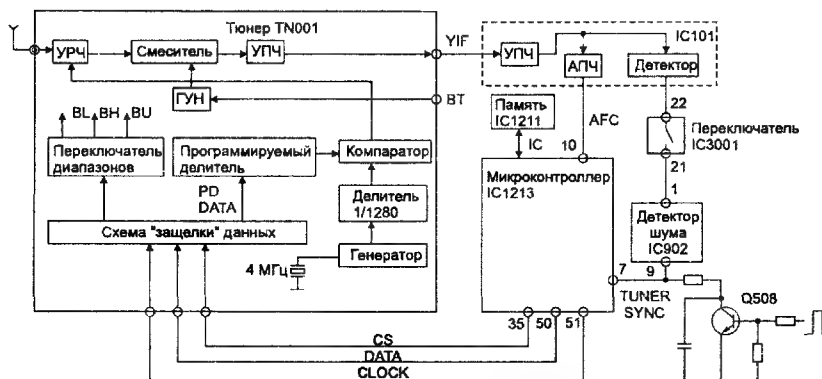 Тюнер TN001
УРЧ
Смеситель
УПЧ
YIF
ГУН
BT
BL
BH
BU
Переключатель
диапазонов
Программируемый
делитель
Компаратор
PD
DATA
Делитель
1/1280
Схема "защелки" данных
Генератор
4 МГц
IC101
УПЧ
АПЧ
Детектор
Память
IC1211
IC
10
AFC
22
Переключатель
IC3001
21
Микроконтроллер
IC1213
1
Детектор
шума
IC902
7
9
TUNER
SYNC
Q508
35
50
51
CS
DATA
CLOCK